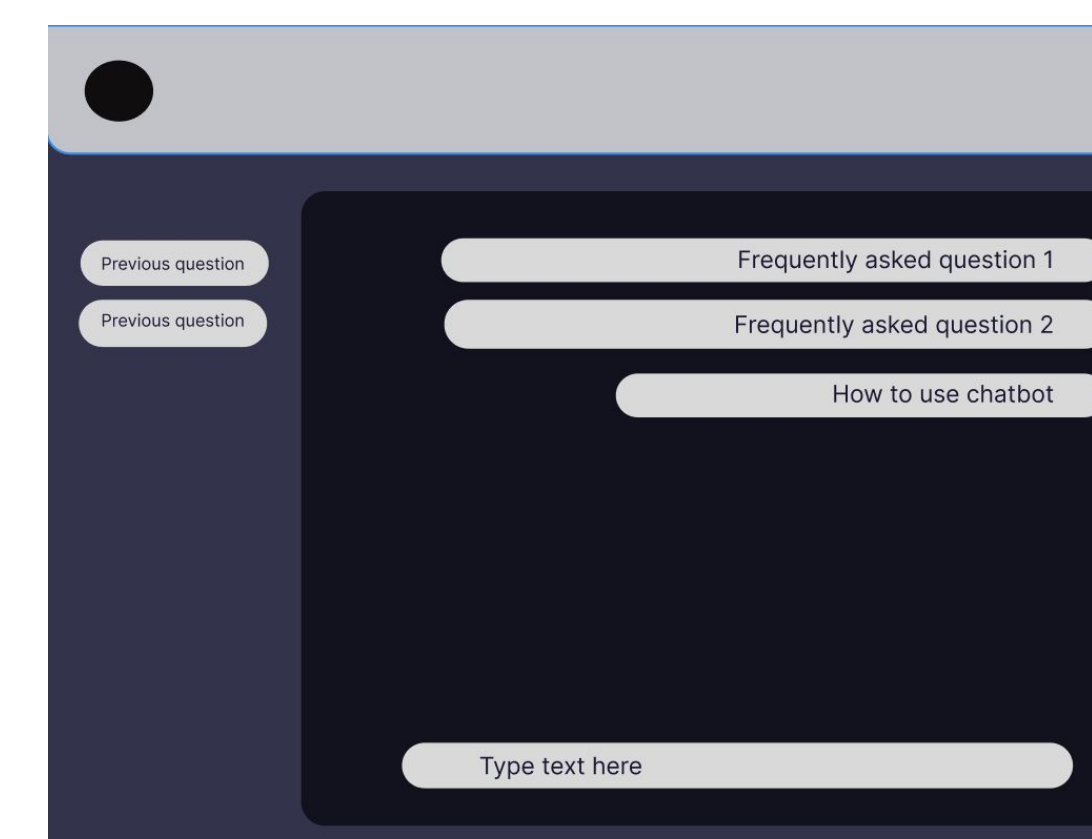 Previous question
Previous question
Frequently asked question 1
Frequently asked question 2
How to use chatbot
Type text here